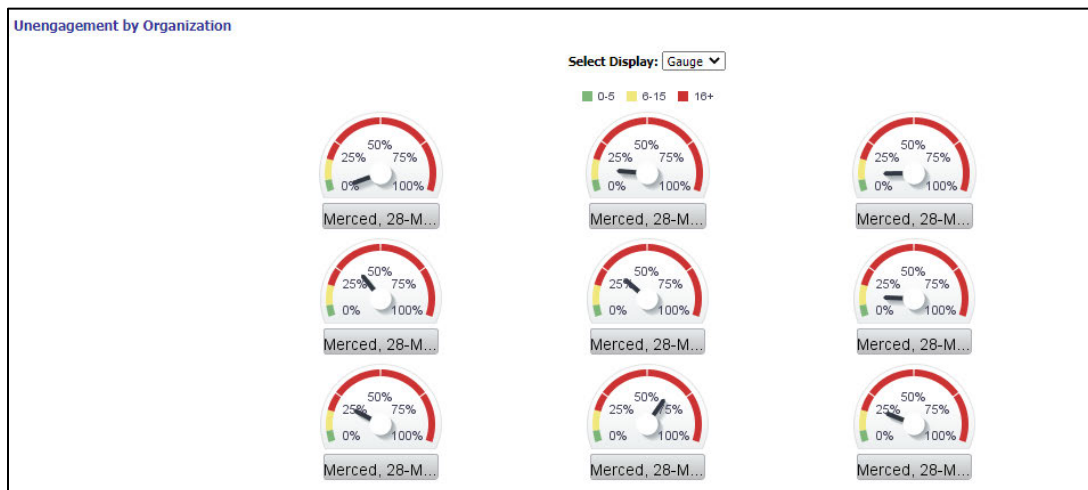 Unengagement by Organization
Select Display: Gauge
0-5 6-15 16+
50% 50% 50%
25% 75% 25% 75% 25% 75%
0% 100% 0% 100% 0% 100%
Merced, 28-M... Merced, 28-M... Merced, 28-M...
50% 50% 50%
25% 75% 25% 75% 25% 75%
0% 100% 0% 100% 0% 100%
Merced, 28-M... Merced, 28-M... Merced, 28-M...
50% 50% 50%
25% 75% 25% 75% 25% 75%
0% 100% 0% 100% 0% 100%
Merced, 28-M... Merced, 28-M... Merced, 28-M...